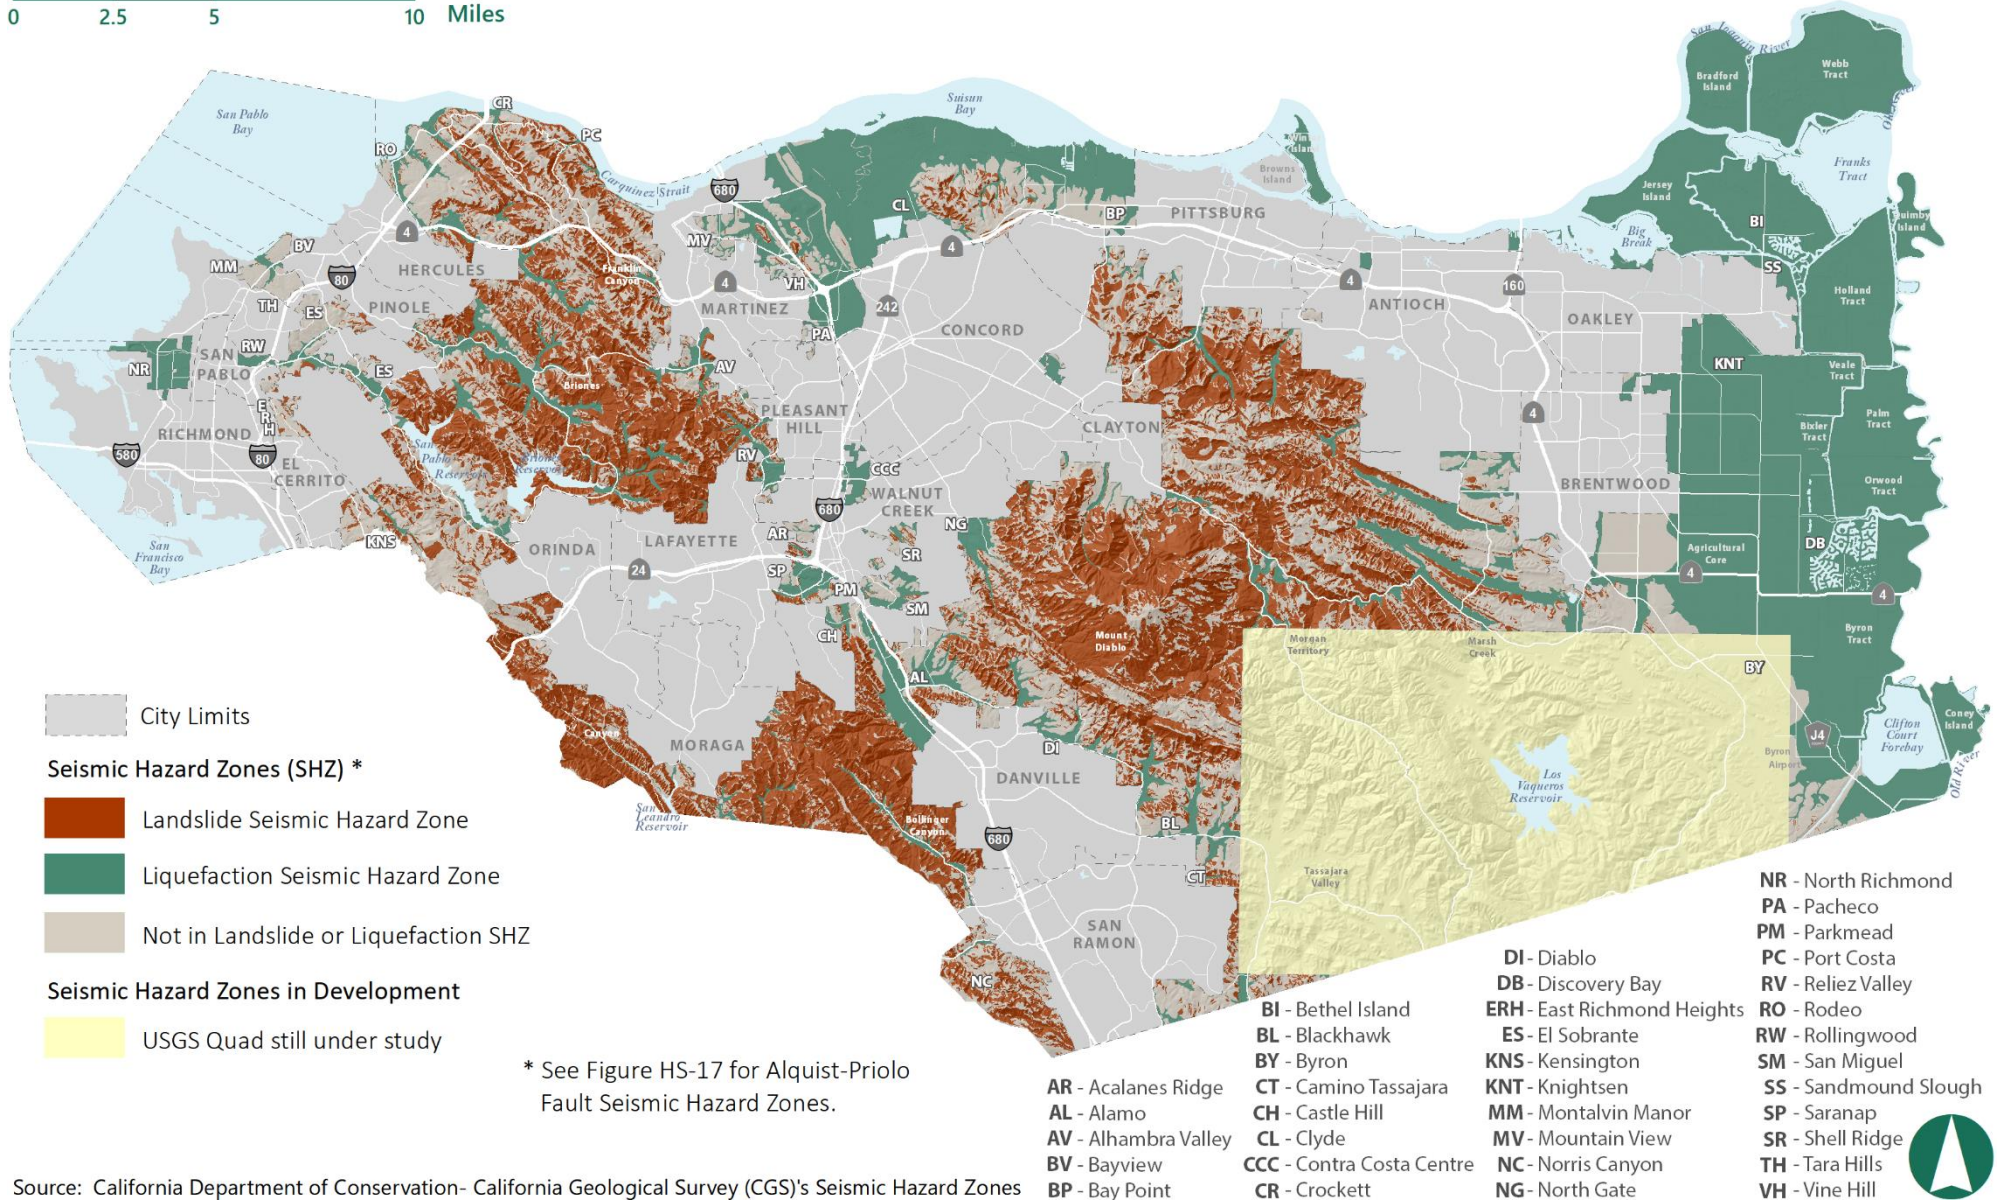 0 2.5 5 10 Miles
San Pablo
Bay
CR
PC
RO
Carquinez Strait
680
Suisun
Bay
San Joaquin River
Bradford
Island
Webb
Tract
Franks
Tract
Jersey
Island
Quimby
Island
Big
Break
BI
SS
Holland
Tract
Browns
Island
CL
BP
PITTSBURG
MV
VH
4
4
4
4
BV
MM
80
HERCULES
Franklin
Canyon
TH
ES
PINOLE
MARTINEZ
242
PA
CONCORD
ANTIOCH
160
OAKLEY
RW
SAN
PABLO
NR
ES
Briones
AV
KNT
Veale
Tract
Palm
Tract
Bixler
Tract
4
E
R
H
RICHMOND
580
80
EL
CERRITO
San
Pablo
Reservoir
Briones
Reservoir
PLEASANT
HILL
RV
CCC
CLAYTON
WALNUT
CREEK
680
BRENTWOOD
Orwood
Tract
San
Francisco
Bay
KNS
ORINDA
LAFAYETTE
24
AR
SP
NG
SR
PM
SM
CH
DB
Agricultural
Core
4
4
Byron
Tract
Mount
Diablo
Morgan
Territory
Marsh
Creek
BY
AL
Canyon
MORAGA
DI
DANVILLE
Los
Vaqueros
Reservoir
Byron
Airport
J4
Clifton
Court
Forebay
Coney
Island
Old River
San
Leandro
Reservoir
Bollinger
Canyon
680
BL
CT
Tassajara
Valley
SAN
RAMON
NC
City Limits
Seismic Hazard Zones (SHZ) *
Landslide Seismic Hazard Zone
Liquefaction Seismic Hazard Zone
Not in Landslide or Liquefaction SHZ
Seismic Hazard Zones in Development
USGS Quad still under study
* See Figure HS-17 for Alquist-Priolo
Fault Seismic Hazard Zones.
AR - Acalanes Ridge
AL - Alamo
AV - Alhambra Valley
BV - Bayview
BP - Bay Point
BI - Bethel Island
BL - Blackhawk
BY - Byron
CT - Camino Tassajara
CH - Castle Hill
CL - Clyde
CCC - Contra Costa Centre
CR - Crockett
DI - Diablo
DB - Discovery Bay
ERH - East Richmond Heights
ES - El Sobrante
KNS - Kensington
KNT - Knightsen
MM - Montalvin Manor
MV - Mountain View
NC - Norris Canyon
NG - North Gate
NR - North Richmond
PA - Pacheco
PM - Parkmead
PC - Port Costa
RV - Reliez Valley
RO - Rodeo
RW - Rollingwood
SM - San Miguel
SS - Sandmound Slough
SP - Saranap
SR - Shell Ridge
TH - Tara Hills
VH - Vine Hill
Source: California Department of Conservation- California Geological Survey (CGS)'s Seismic Hazard Zones